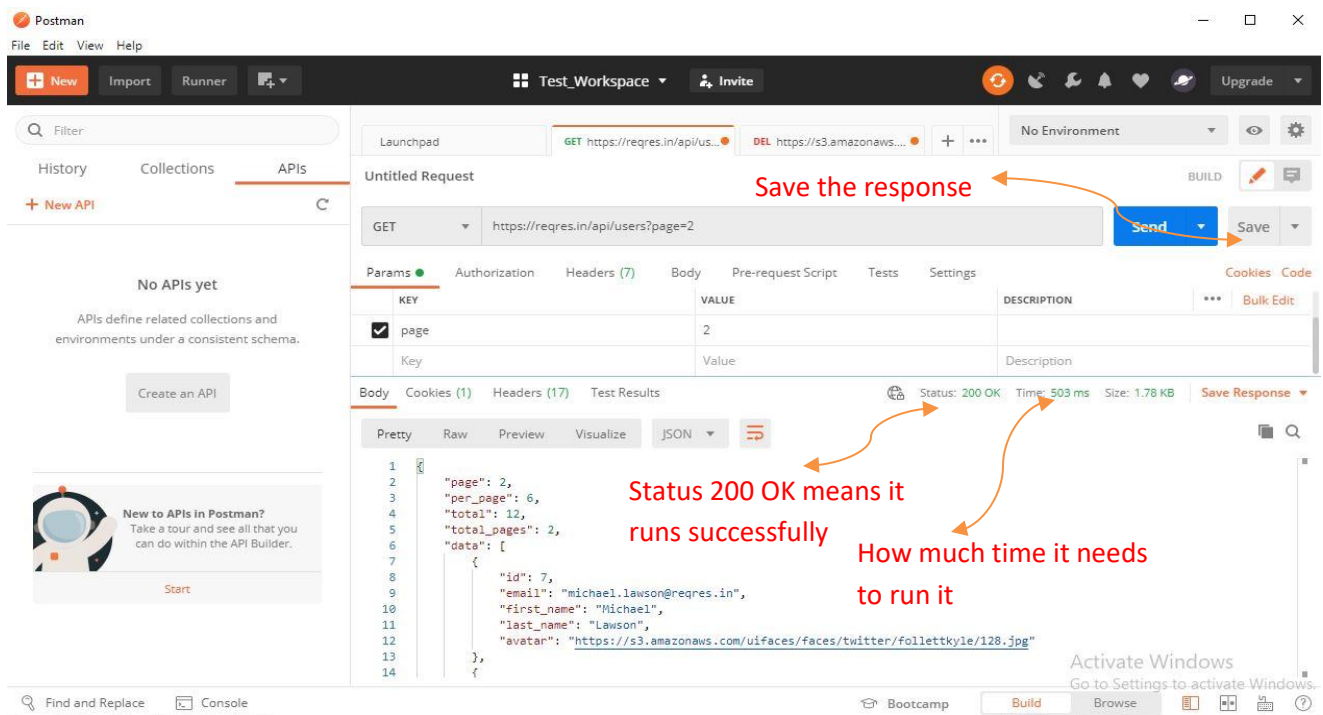 Postman
File Edit View Help
New Import Runner Test_Workspace Invite Upgrade
Filter
History Collections APIs
+ New API
No APIs yet
APIs define related collections and
environments under a consistent schema.
Create an API
New to APIs in Postman?
Take a tour and see all that you
can do within the API Builder.
Start
Launchpad GET https://reqres.in/api/us... DEL https://s3.amazonaws.... + ••• No Environment
Untitled Request BUILD
Save the response
GET https://reqres.in/api/users?page=2 Send Save
Params Authorization Headers (7) Body Pre-request Script Tests Settings Cookies Code
KEY VALUE DESCRIPTION ••• Bulk Edit
page 2
Key Value Description
Body Cookies (1) Headers (17) Test Results Status: 200 OK Time: 503 ms Size: 1.78 KB Save Response
Pretty Raw Preview Visualize JSON
1 {
2 "page": 2,
3 "per_page": 6,
4 "total": 12,
5 "total_pages": 2,
6 "data": [
7 {
8 "id": 7,
9 "email": "michael.lawson@reqres.in",
10 "first_name": "Michael",
11 "last_name": "Lawson",
12 "avatar": "https://s3.amazonaws.com/uifaces/faces/twitter/follettkyle/128.jpg"
13 },
14 {
Status 200 OK means it
runs successfully
How much time it needs
to run it
Activate Windows
Go to Settings to activate Windows.
Find and Replace Console Bootcamp Build Browse